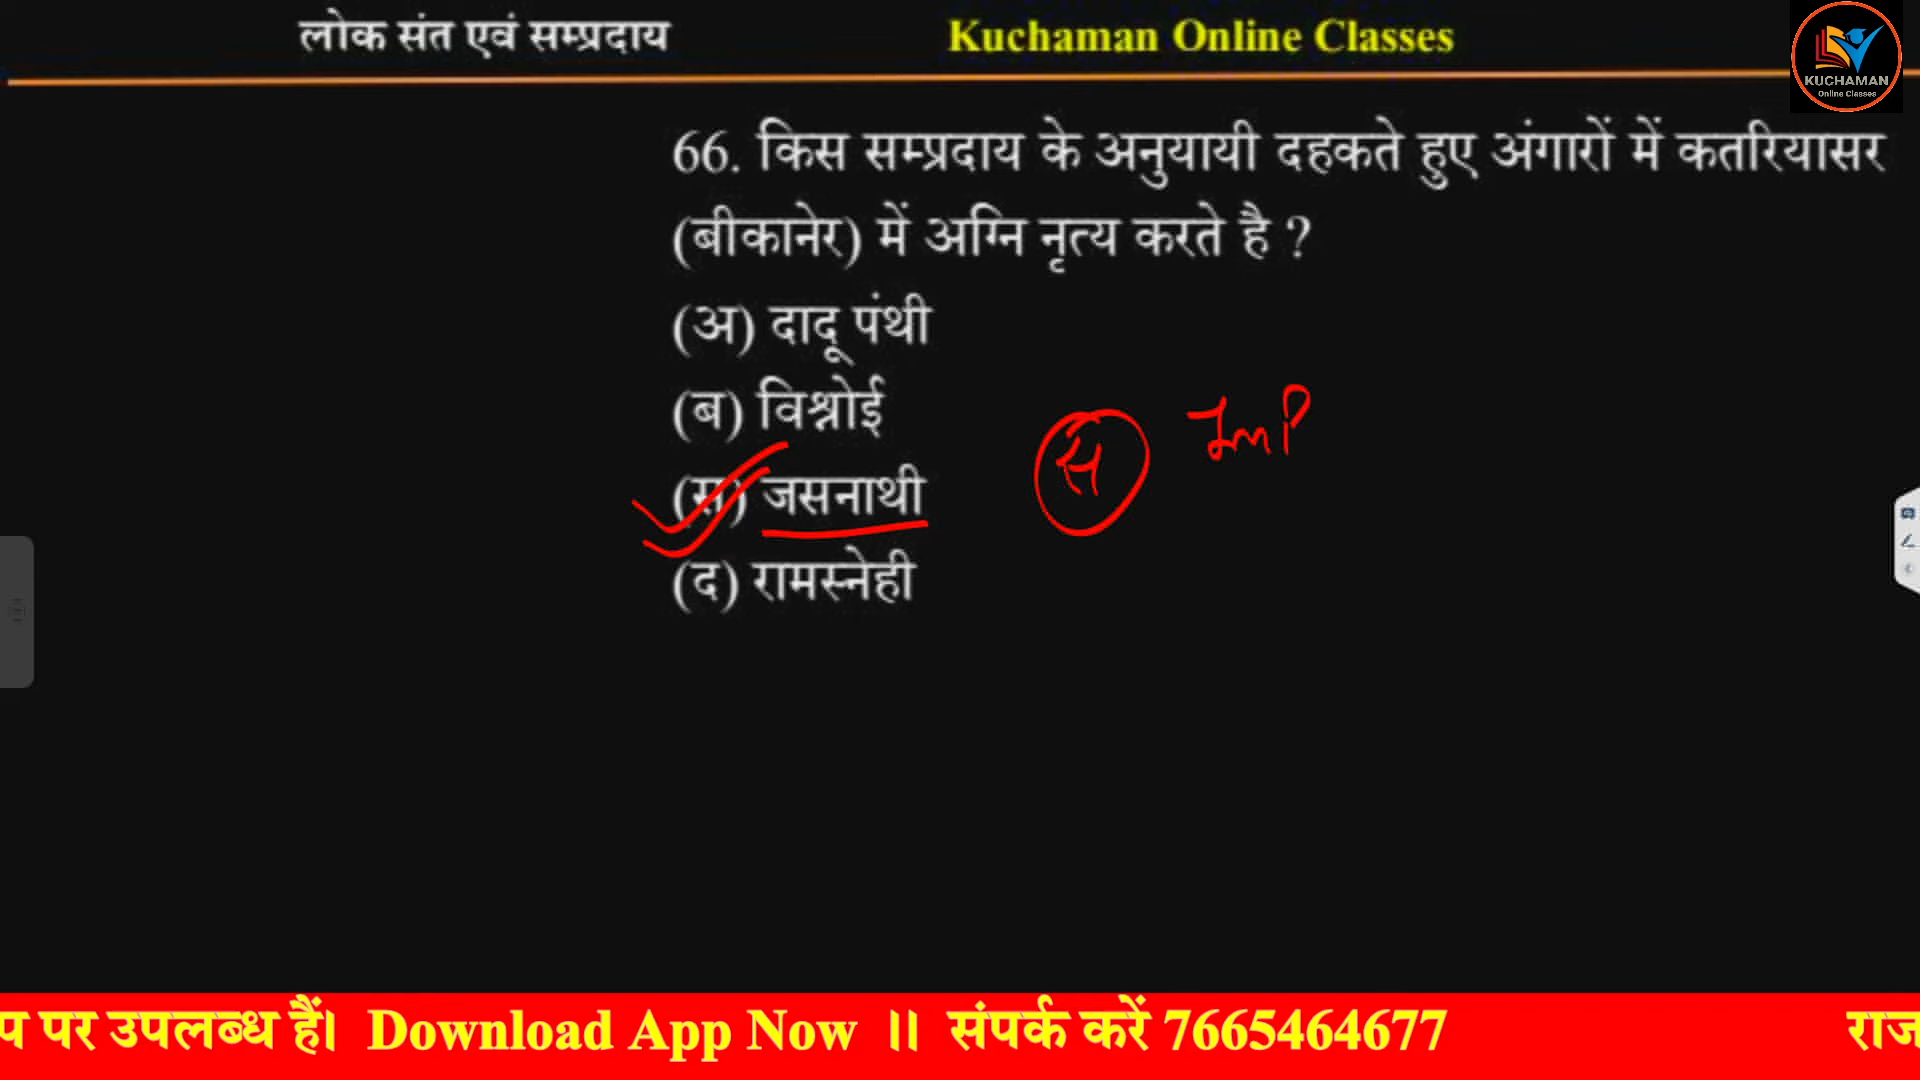 लोक संत एवं सम्प्रदाय
Kuchaman Online Classes
KUCHAMAN
Online Classes
66. किस सम्प्रदाय के अनुयायी दहकते हुए अंगारों में कतरियासर
(बीकानेर) में अग्नि नृत्य करते है ?
(अ) दादू पंथी
(ब) विश्नोई
(स) जसनाथी
(द) रामस्नेही
स
Imp
प पर उपलब्ध हैं। Download App Now ।। संपर्क करें 7665464677
राज